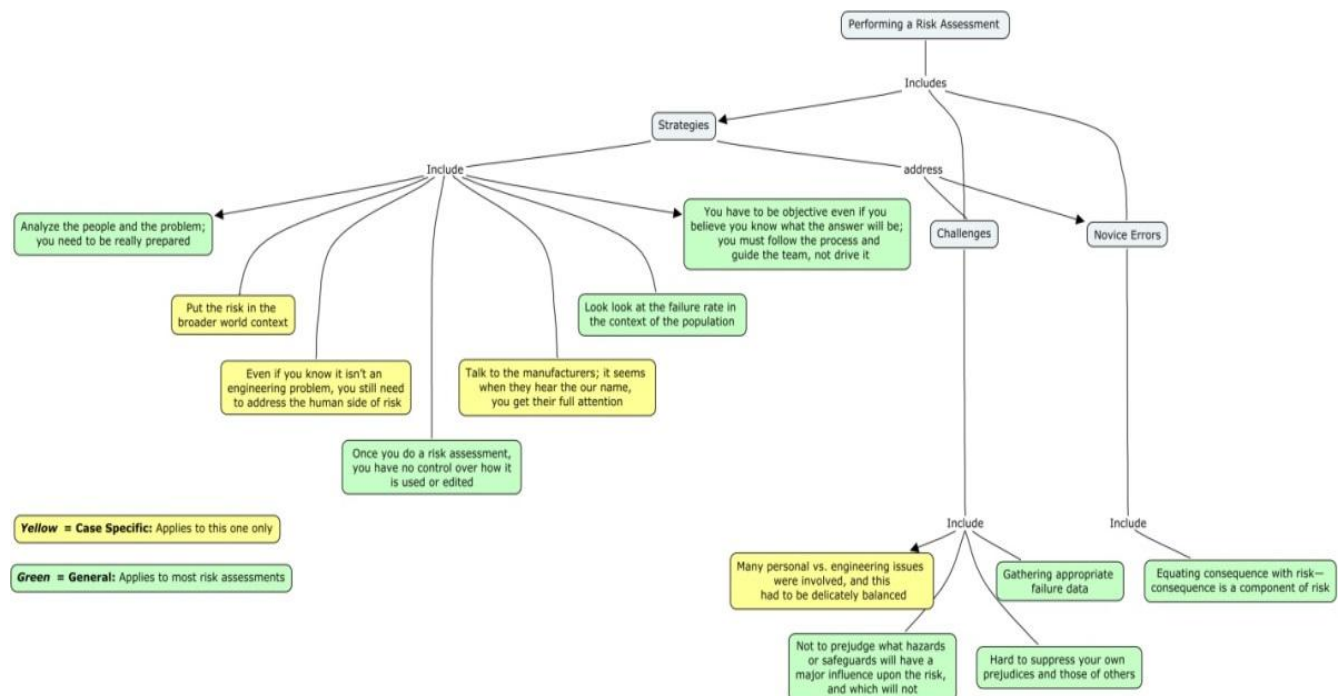 Performing a Risk Assessment
Includes
Strategies
Include
address
Analyze the people and the problem;
you need to be really prepared
You have to be objective even if you
believe you know what the answer will be;
you must follow the process and
guide the team, not drive it
Challenges
Novice Errors
Put the risk in the
broader world context
Look look at the failure rate in
the context of the population
Even if you know it isn't an
engineering problem, you still need
to address the human side of risk
Talk to the manufacturers; it seems
when they hear the our name,
you get their full attention
Once you do a risk assessment,
you have no control over how it
is used or edited
Yellow = Case Specific: Applies to this one only
Green = General: Applies to most risk assessments
Include
Include
Many personal vs. engineering issues
were involved, and this
had to be delicately balanced
Gathering appropriate
failure data
Equating consequence with risk—
consequence is a component of risk
Not to prejudge what hazards
or safeguards will have a
major influence upon the risk,
and which will not
Hard to suppress your own
prejudices and those of others